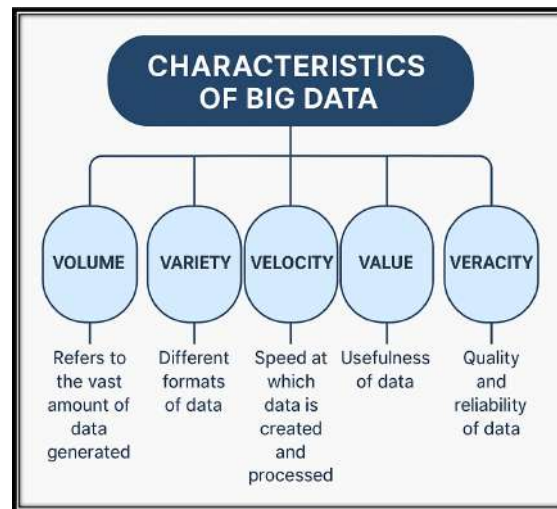 CHARACTERISTICS
OF BIG DATA
VOLUME
VARIETY
VELOCITY
VALUE
VERACITY
Refers to
the vast
amount of
data
generated
Different
formats
of data
Speed at
which
data is
created
and
processed
Usefulness
of data
Quality
and
reliability
of data